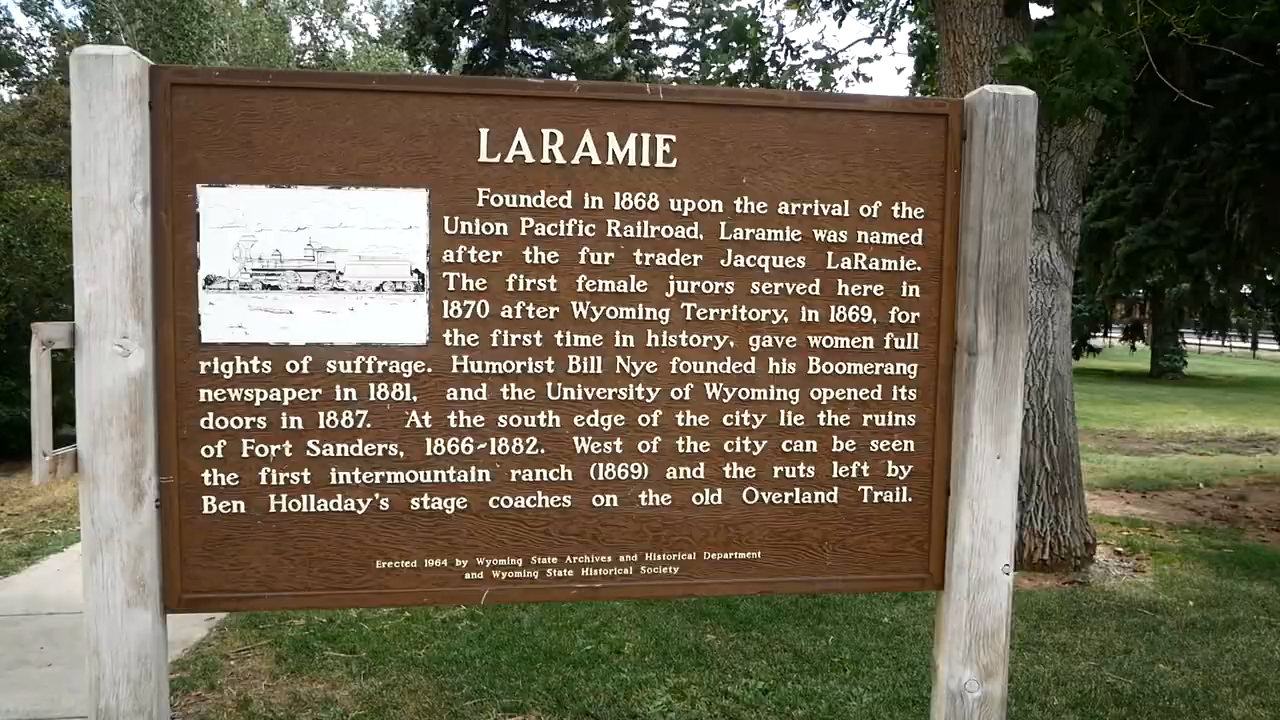 LARAMIE
Founded in 1868 upon the arrival of the
Union Pacific Railroad, Laramie was named
after the fur trader Jacques LaRamie.
The first female jurors served here in
1870 after Wyoming Territory, in 1869, for
the first time in history, gave women full
rights of suffrage. Humorist Bill Nye founded his Boomerang
newspaper in 1881, and the University of Wyoming opened its
doors in 1887. At the south edge of the city lie the ruins
of Fort Sanders, 1866~1882. West of the city can be seen
the first intermountain ranch (1869) and the ruts left by
Ben Holladay's stage coaches on the old Overland Trail.
Erected 1964 by Wyoming State Archives and Historical Department
and Wyoming State Historical Society